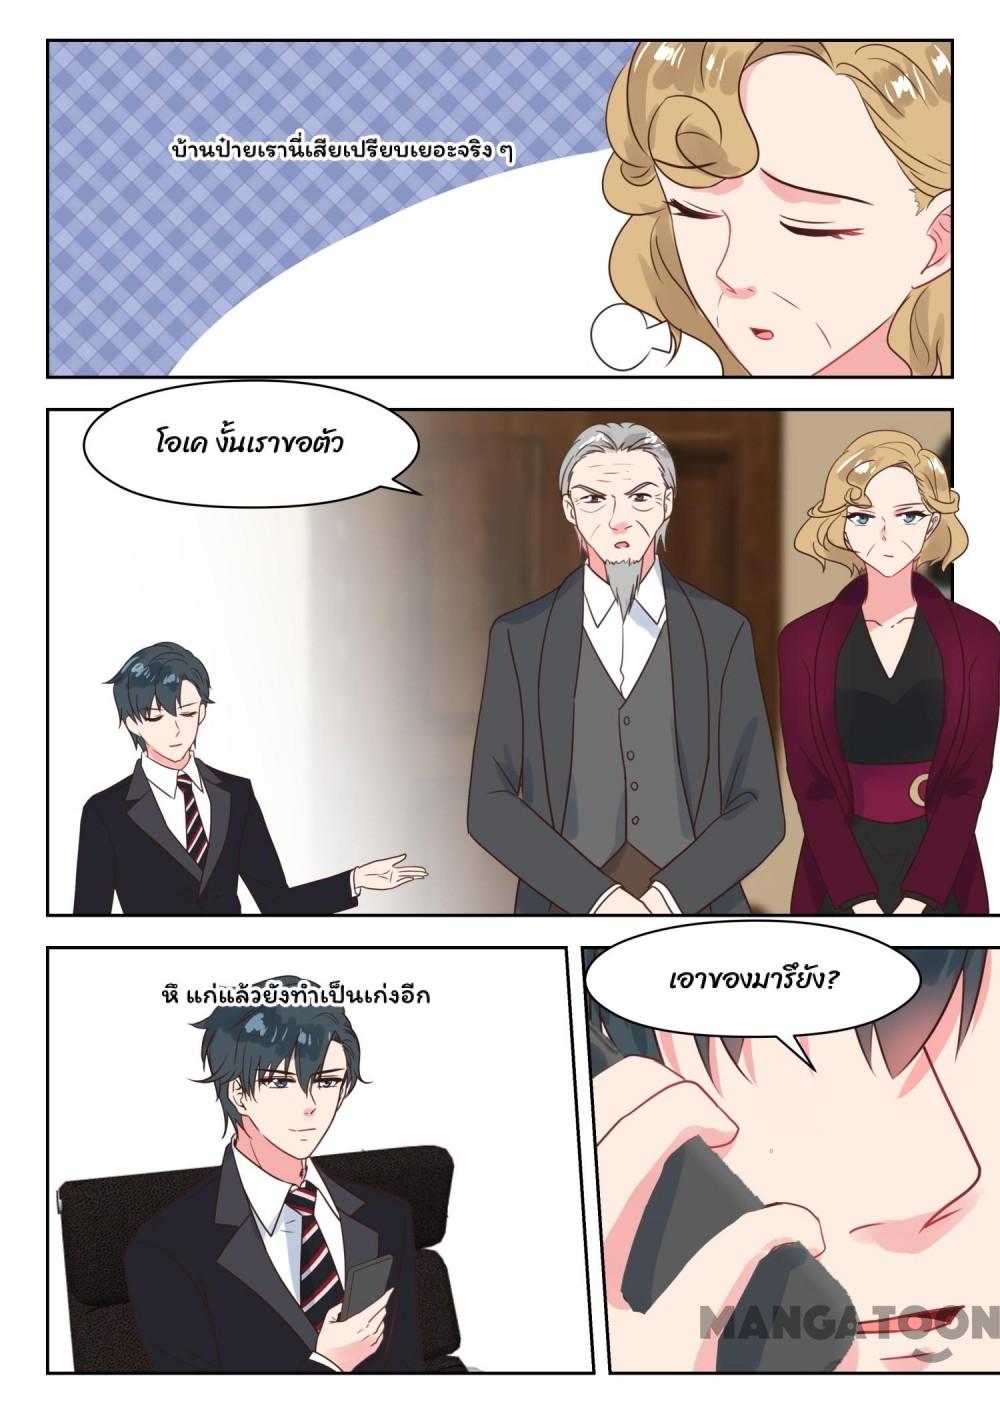 บ้านป๋ายเรานี่เสียเปรียบเยอะจริง ๆ
โอเค งั้นเราขอตัว
หึ แก่แล้วยังทำเป็นเก่งอีก
เอาของมารึยัง?
MANGATOON